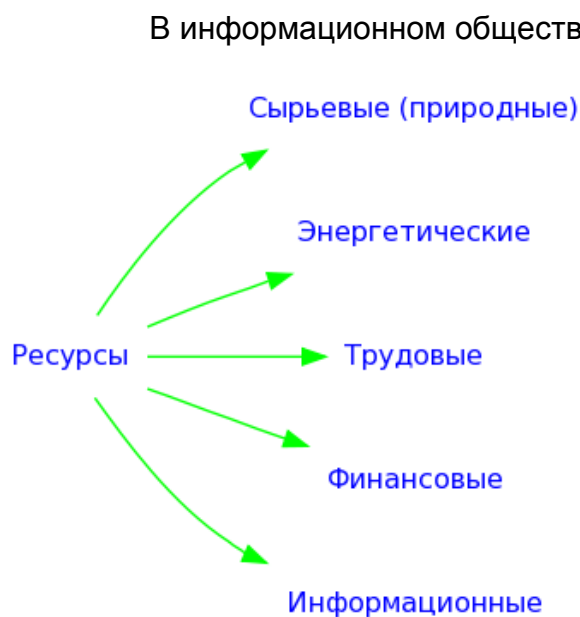 В информационном обществ
Сырьевые (природные)
Энергетические
Ресурсы
Трудовые
Финансовые
Информационные